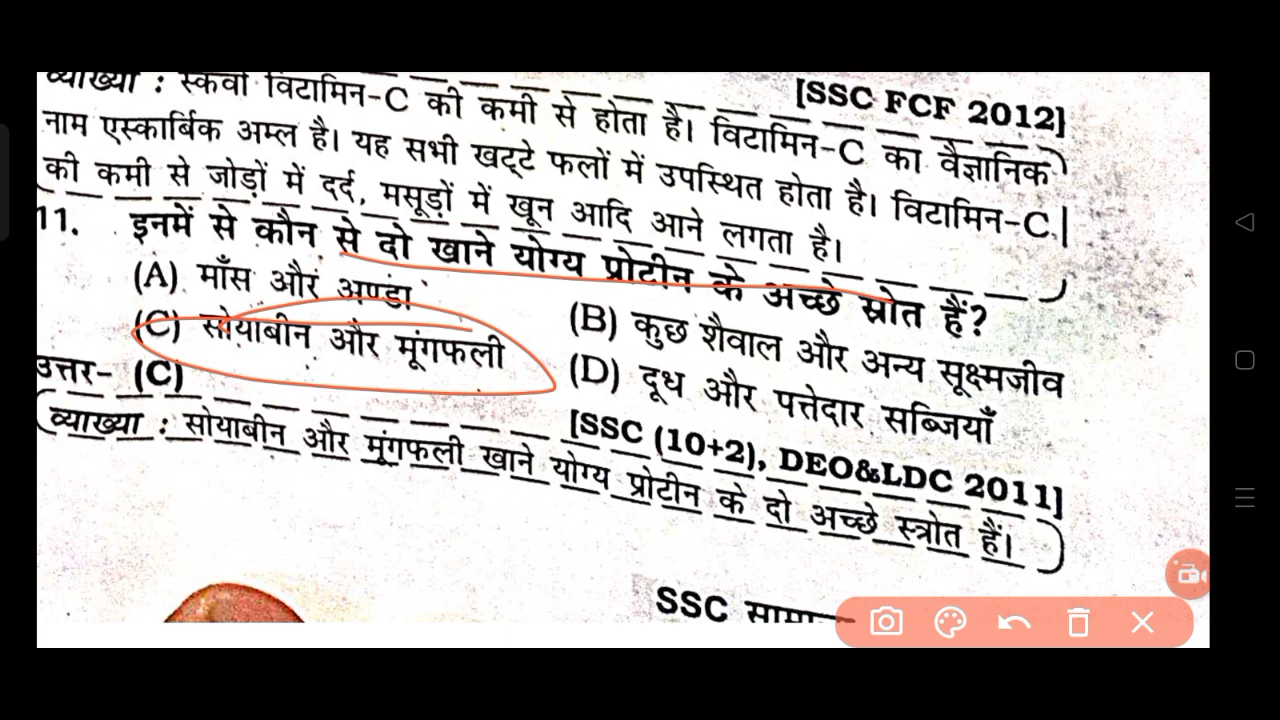 व्याख्या : स्कर्वी विटामिन-C की कमी से होता है। विटामिन-C का वैज्ञानिक
[SSC FCF 2012]
नाम एस्कार्बिक अम्ल है। यह सभी खट्टे फलों में उपस्थित होता है। विटामिन-C
की कमी से जोड़ों में दर्द, मसूड़ों में खून आदि आने लगता है।
11. इनमें से कौन से दो खाने योग्य प्रोटीन के अच्छे स्रोत हैं?
(A) माँस और अण्डा
(B) कुछ शैवाल और अन्य सूक्ष्मजीव
(C) सोयाबीन और मूंगफली
(D) दूध और पत्तेदार सब्जियाँ
उत्तर- (C)
[SSC (10+2), DEO&LDC 2011]
व्याख्या : सोयाबीन और मूंगफली खाने योग्य प्रोटीन के दो अच्छे स्त्रोत हैं।
SSC